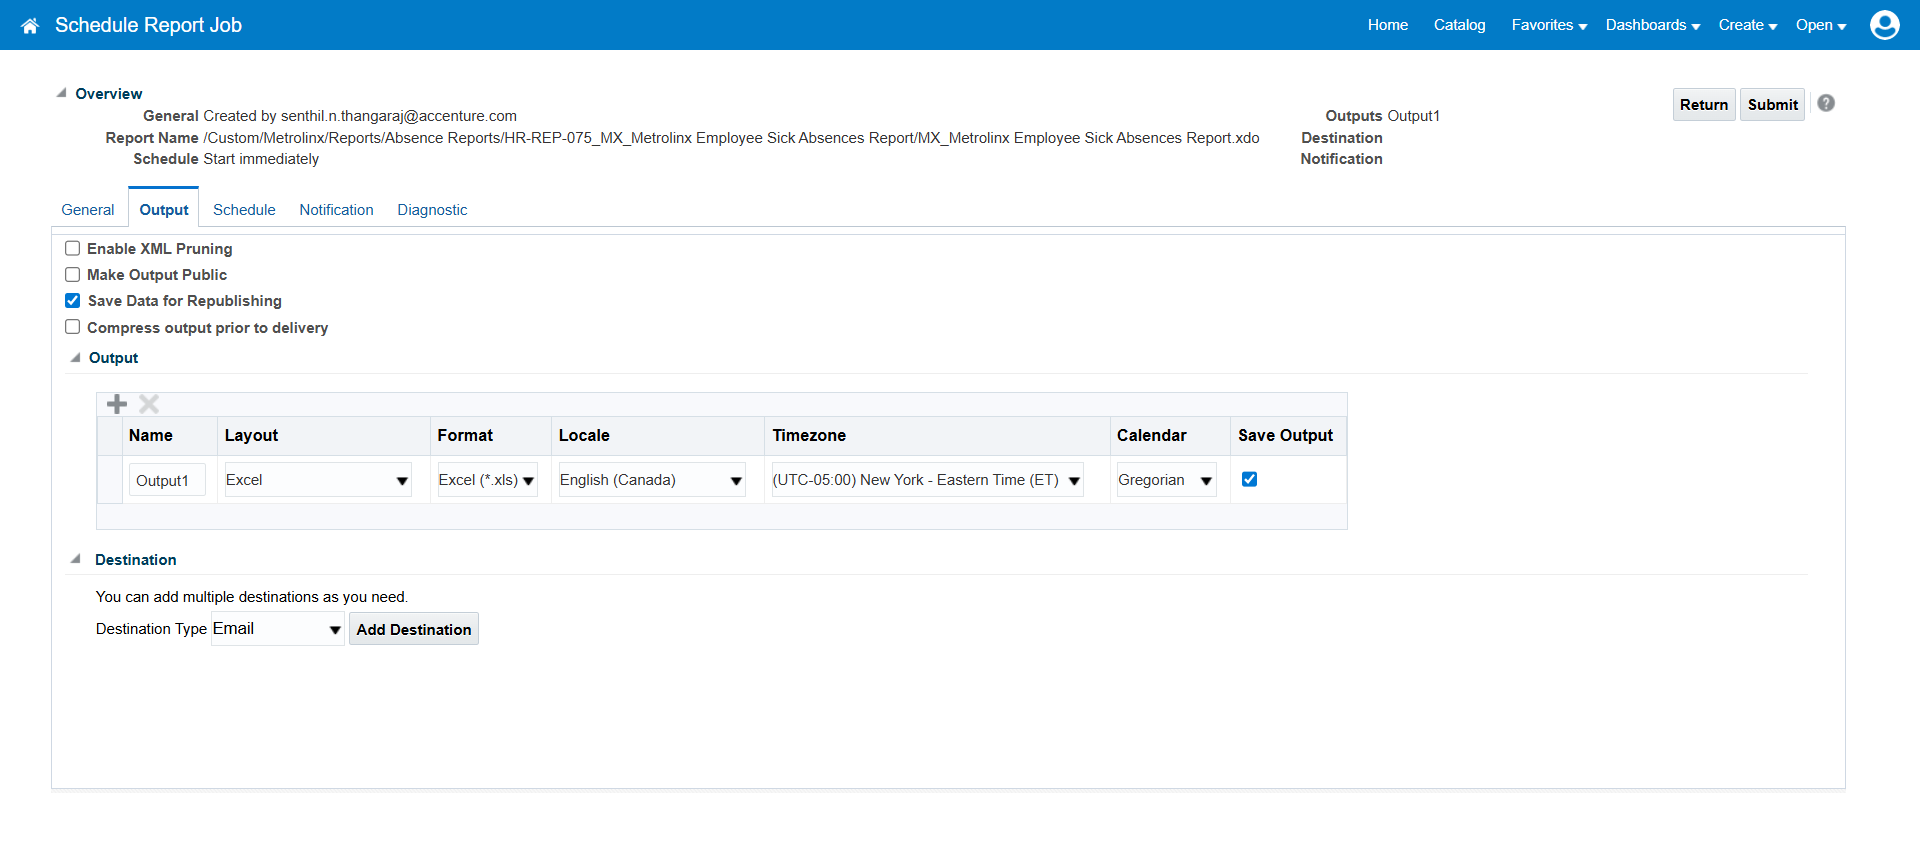 Schedule Report Job
Home Catalog Favorites Dashboards Create Open
Overview
Return Submit ?
General Created by senthil.n.thangaraj@accenture.com
Outputs Output1
Report Name /Custom/Metrolinx/Reports/Absence Reports/HR-REP-075_MX_Metrolinx Employee Sick Absences Report/MX_Metrolinx Employee Sick Absences Report.xdo
Destination
Schedule Start immediately
Notification
General Output Schedule Notification Diagnostic
Enable XML Pruning
Make Output Public
Save Data for Republishing
Compress output prior to delivery
Output
Name Layout Format Locale Timezone Calendar Save Output
Output1 Excel Excel (*.xls) English (Canada) (UTC-05:00) New York - Eastern Time (ET) Gregorian
Destination
You can add multiple destinations as you need.
Destination Type Email Add Destination